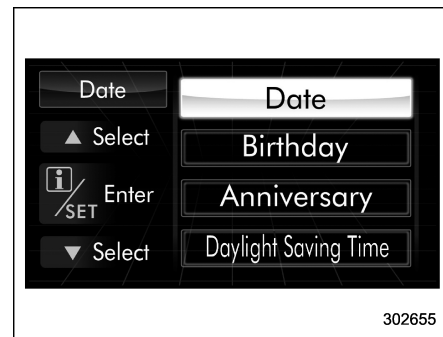 Date
▲ Select
i/SET Enter
▼ Select
Date
Birthday
Anniversary
Daylight Saving Time
302655